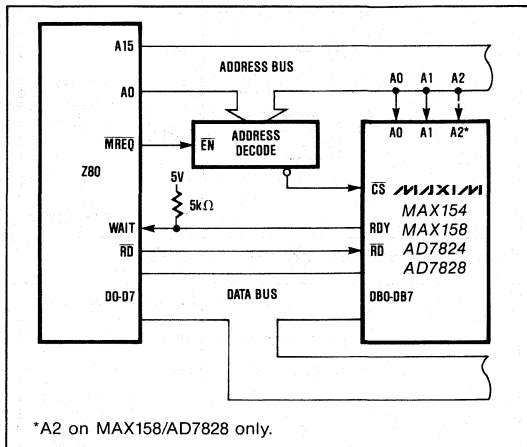 A15
ADDRESS BUS
A0 A1 A2
A0
A0 A1 A2*
MREQ
EN
ADDRESS
DECODE
Z80
5V
5kΩ
CS MAXIM
MAX154
WAIT
RDY
MAX158
RD
RD
AD7824
AD7828
D0-D7
DATA BUS
DB0-DB7
*A2 on MAX158/AD7828 only.